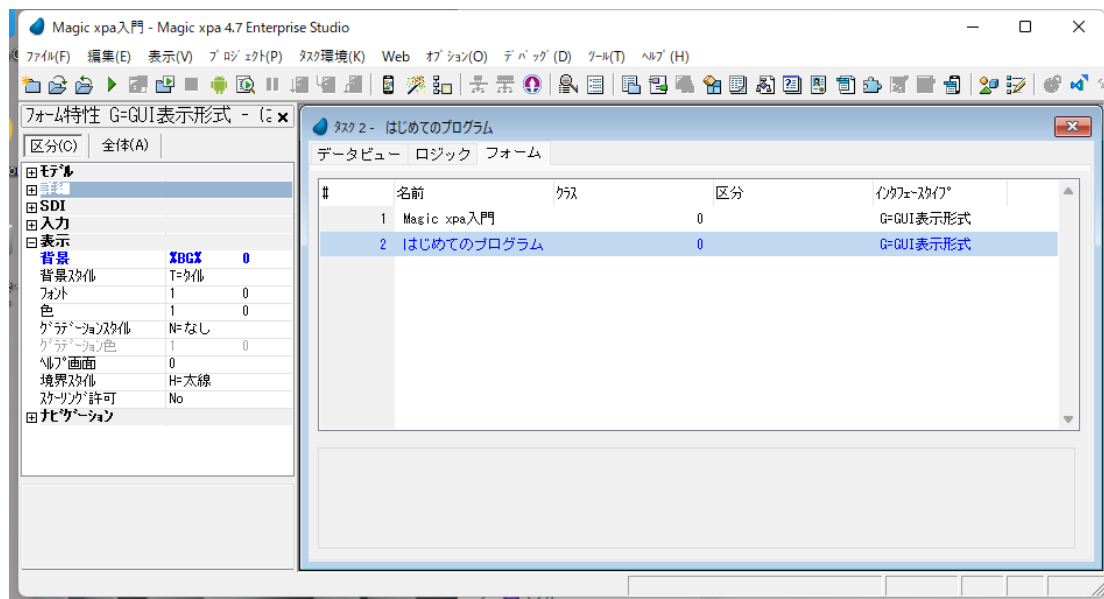 Magic xpa入門 - Magic xpa 4.7 Enterprise Studio
ﾌｧｲﾙ(F) 編集(E) 表示(V) ﾌﾟﾛｼﾞｪｸﾄ(P) ﾀｽｸ環境(K) Web ｵﾌﾟｼｮﾝ(O) ﾃﾞﾊﾞｯｸﾞ(D) ﾂｰﾙ(T) ﾍﾙﾌﾟ(H)
ﾌｫｰﾑ特性 G=GUI表示形式 - (こ
区分(C) 全体(A)
ﾓﾃﾞﾙ
詳細
SDI
入力
表示
背景 %BG% 0
背景ｽﾀｲﾙ T=ﾀｲﾙ
ﾌｫﾝﾄ 1 0
色 1 0
ｸﾞﾗﾃﾞｰｼｮﾝｽﾀｲﾙ N=なし
ｸﾞﾗﾃﾞｰｼｮﾝ色 1 0
ﾍﾙﾌﾟ画面 0
境界ｽﾀｲﾙ H=太線
ｽｹｰﾘﾝｸﾞ許可 No
ﾅﾋﾞｹﾞｰｼｮﾝ
ﾀｽｸ 2 - はじめてのプログラム
データビュー ロジック フォーム
# 名前 ｸﾗｽ 区分 ｲﾝﾀﾌｪｰｽﾀｲﾌﾟ
1 Magic xpa入門 0 G=GUI表示形式
2 はじめてのプログラム 0 G=GUI表示形式